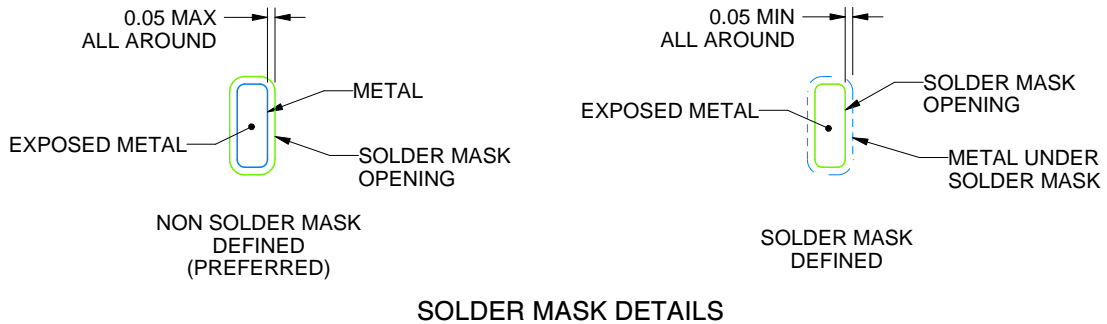 0.05 MAX
ALL AROUND
METAL
EXPOSED METAL
SOLDER MASK
OPENING
NON SOLDER MASK
DEFINED
(PREFERRED)
0.05 MIN
ALL AROUND
SOLDER MASK
OPENING
EXPOSED METAL
METAL UNDER
SOLDER MASK
SOLDER MASK
DEFINED
SOLDER MASK DETAILS